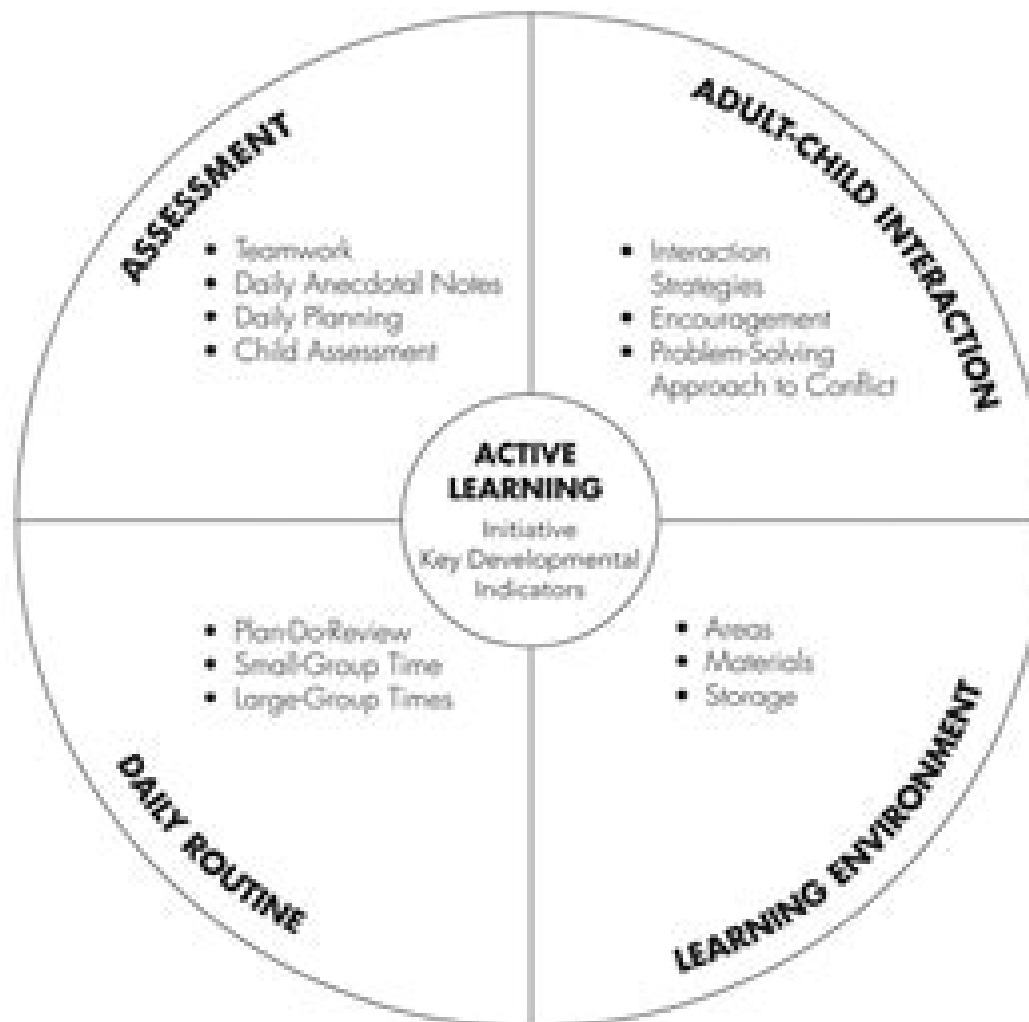 ASSESSMENT
• Teamwork
• Daily Anecdotal Notes
• Daily Planning
• Child Assessment
ADULT-CHILD INTERACTION
• Interaction
Strategies
• Encouragement
• Problem-Solving
Approach to Conflict
ACTIVE
LEARNING
Initiative
Key Developmental
Indicators
• Plan-Do-Review
• Small-Group Time
• Large-Group Times
DAILY ROUTINE
• Areas
• Materials
• Storage
LEARNING ENVIRONMENT